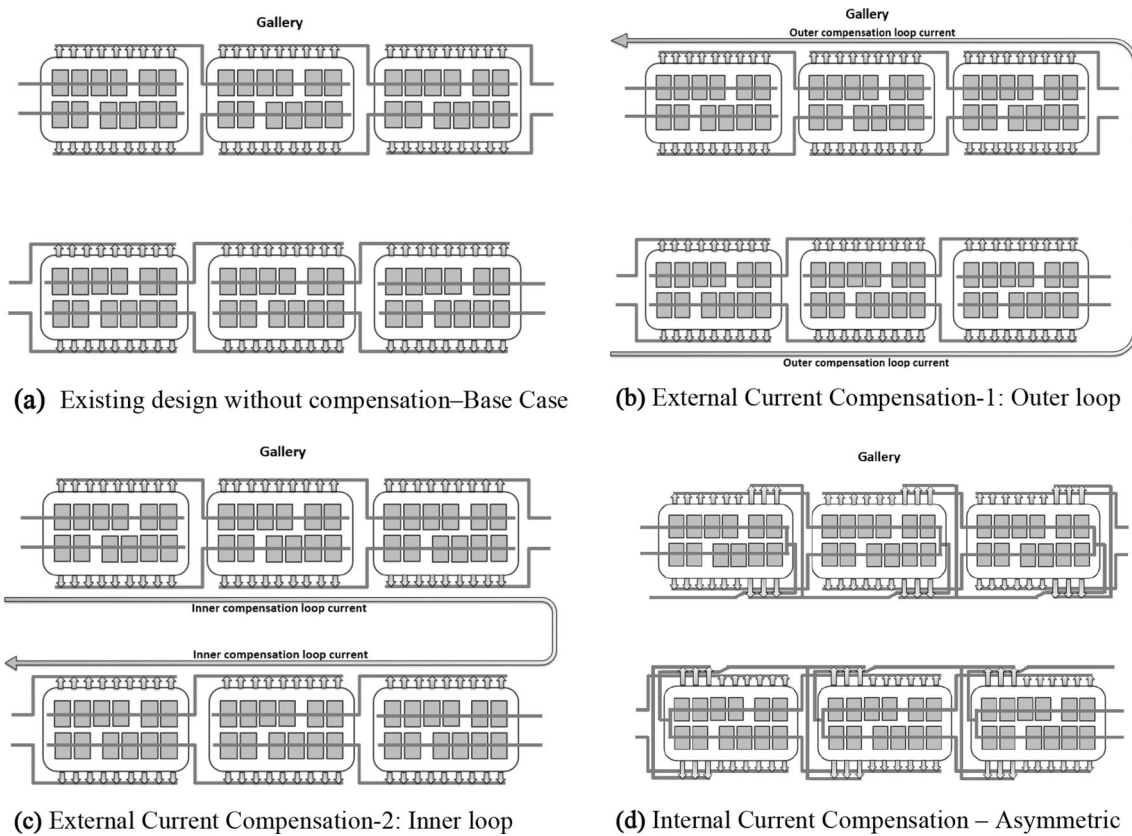 Gallery
(a) Existing design without compensation–Base Case
Gallery
Outer compensation loop current
Outer compensation loop current
(b) External Current Compensation-1: Outer loop
Gallery
Inner compensation loop current
Inner compensation loop current
(c) External Current Compensation-2: Inner loop
Gallery
(d) Internal Current Compensation – Asymmetric